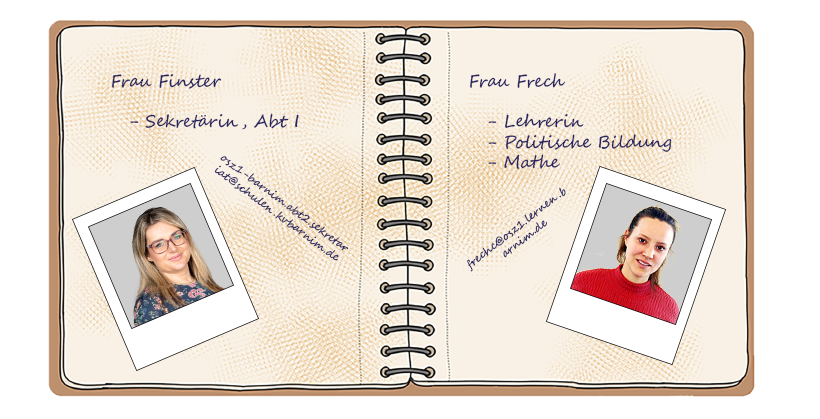 Frau Finster
- Sekretärin, Abt I
osz1-barnim.abt2.sekretar
iat@schulen.kvbarnim.de
Frau Frech
- Lehrerin
- Politische Bildung
- Mathe
frechc@osz1.lernen.b
arnim.de